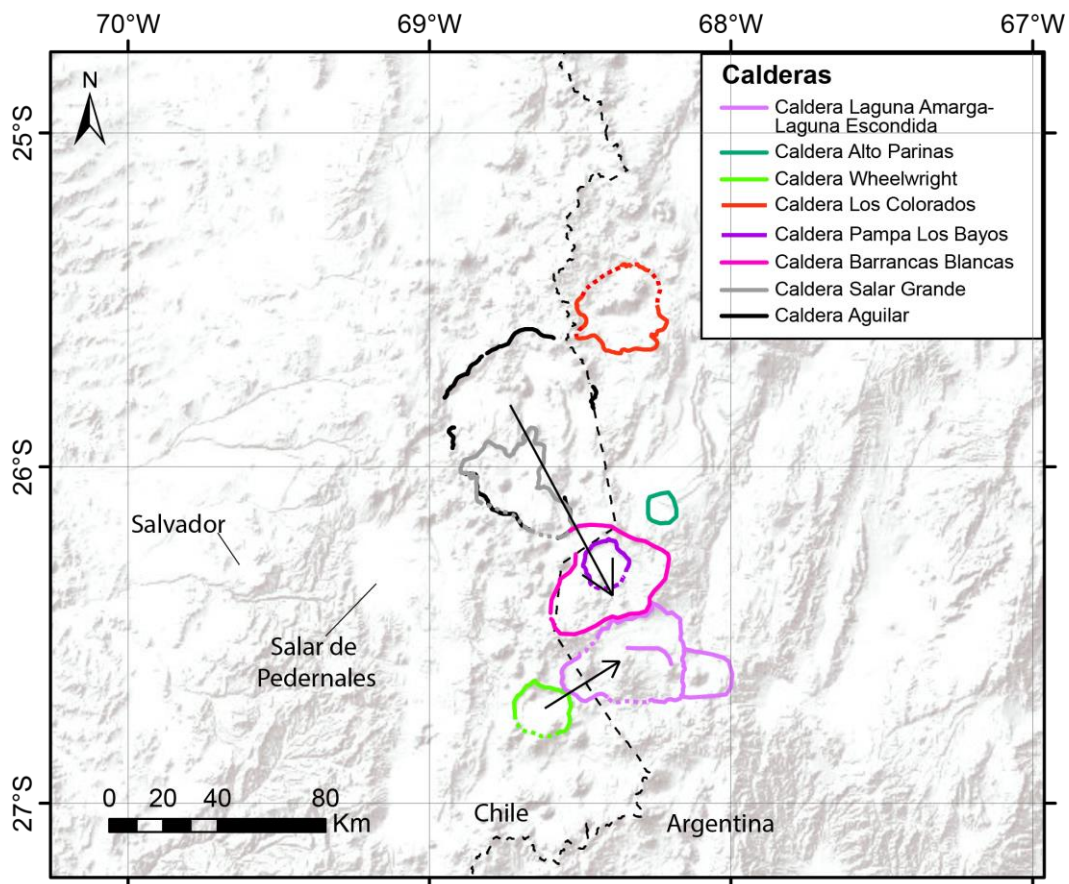 70°W
69°W
68°W
67°W
N
25°S
26°S
27°S
Calderas
Caldera Laguna Amarga-
Laguna Escondida
Caldera Alto Parinas
Caldera Wheelwright
Caldera Los Colorados
Caldera Pampa Los Bayos
Caldera Barrancas Blancas
Caldera Salar Grande
Caldera Aguilar
Salvador
Salar de
Pedernales
0 20 40 80
Km
Chile
Argentina